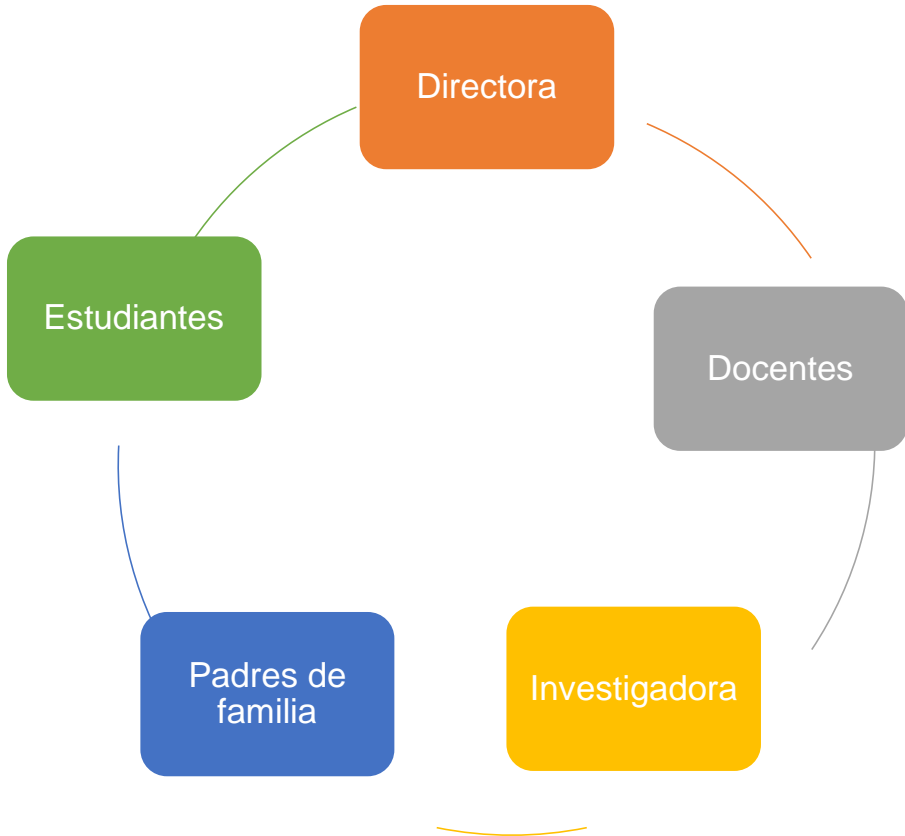 Directora
Docentes
Investigadora
Padres de
familia
Estudiantes